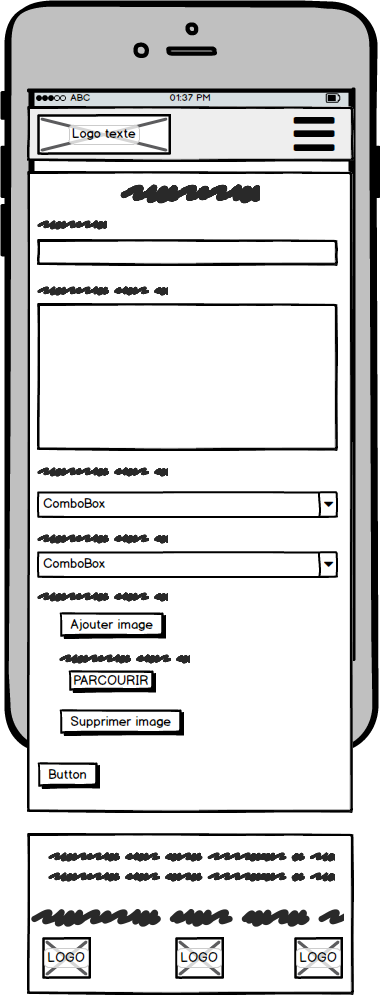 ABC 01:37 PM
Logo texte
ComboBox
ComboBox
Ajouter image
PARCOURIR
Supprimer image
Button
LOGO LOGO LOGO